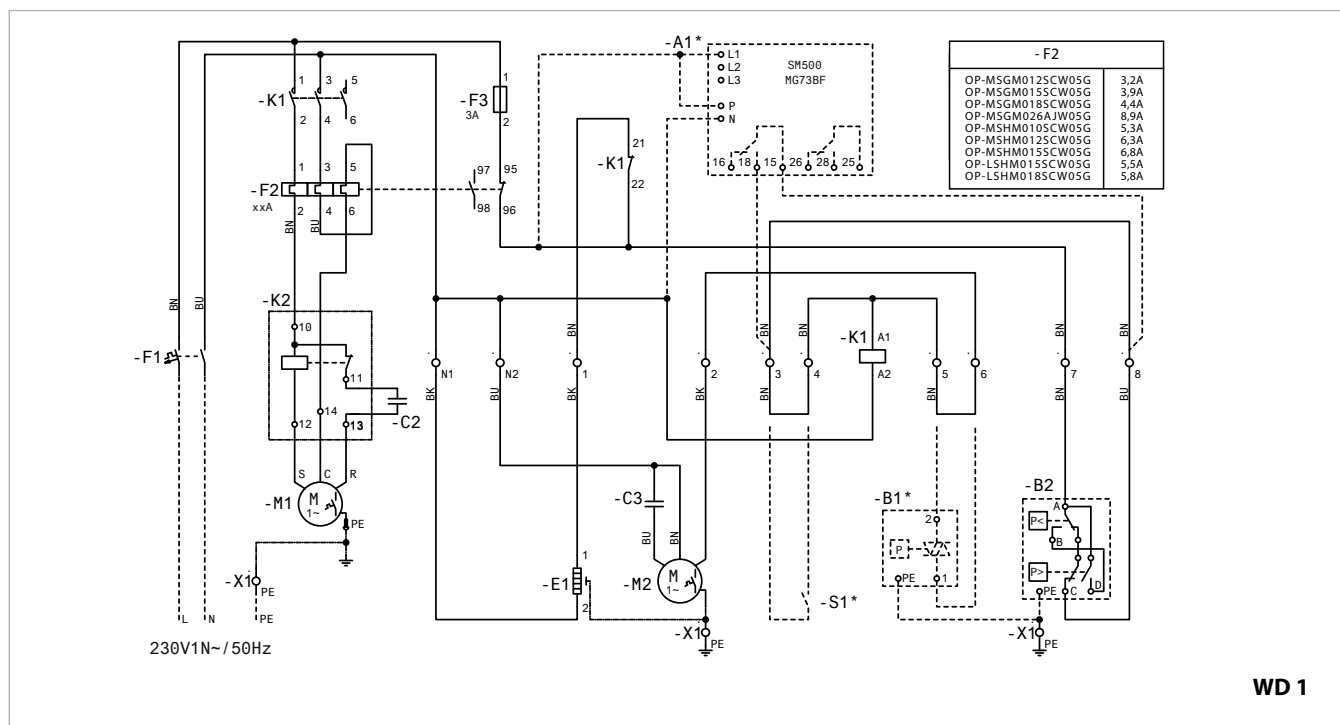 -A1*
L1
L2
L3
SM500
MG73BF
P
N
16 18 15 26 28 25
-F2
OP-MSGM012SCW05G 3,2A
OP-MSGM015SCW05G 3,9A
OP-MSGM018SCW05G 4,4A
OP-MSGM026AJW05G 8,9A
OP-MSHM010SCW05G 5,3A
OP-MSHM012SCW05G 6,3A
OP-MSHM015SCW05G 6,8A
OP-LSHM015SCW05G 5,5A
OP-LSHM018SCW05G 5,8A
1 3 5
-K1
2 4 6
1
-F3
3A
2
21
-K1
22
1 3 5
-F2
xxA
2 4 6
BN BU
97 95
98 96
BN BU
-F1
-K2
10
11
14
12 13
-C2
S C R
-M1
M
1~
PE
-X1
PE
L N PE
230V1N~/50Hz
BN BN BN BN BN BU
-K1 A1
A2
N1 N2 1 2 3 4 5 6 7 8
BK BU BK BK BN BN BN BN BN BU
-C3
BU BN
-M2
M
1~
1
-E1
2
-X1
PE
-S1*
-B1*
2
P
PE 1
-B2
A
P<
B
P>
PE C D
-X1
PE
WD 1